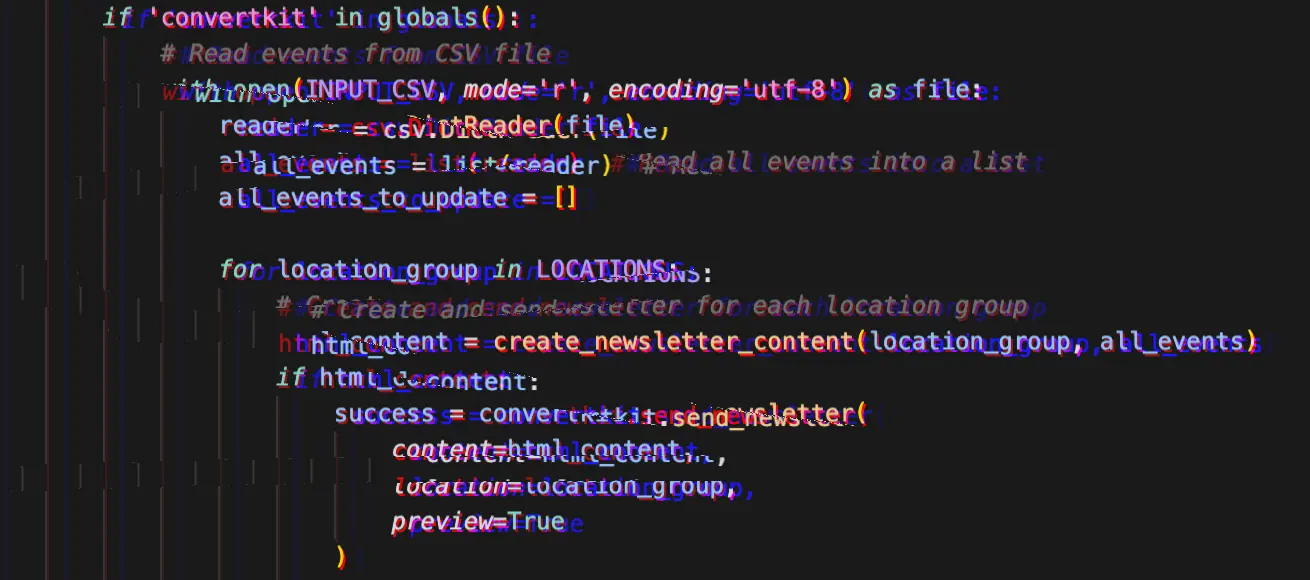 if 'convertkit' in globals():
# Read events from CSV file
with open(INPUT_CSV, mode='r', encoding='utf-8') as file:
reader = csv.DictReader(file)
all_events = list(reader) # Read all events into a list
all_events_to_update = []
for location_group in LOCATIONS:
# Create and send newsletter for each location group
html_content = create_newsletter_content(location_group, all_events)
if html_content:
success = convertkit.send_newsletter(
content=html_content,
location=location_group,
preview=True
)